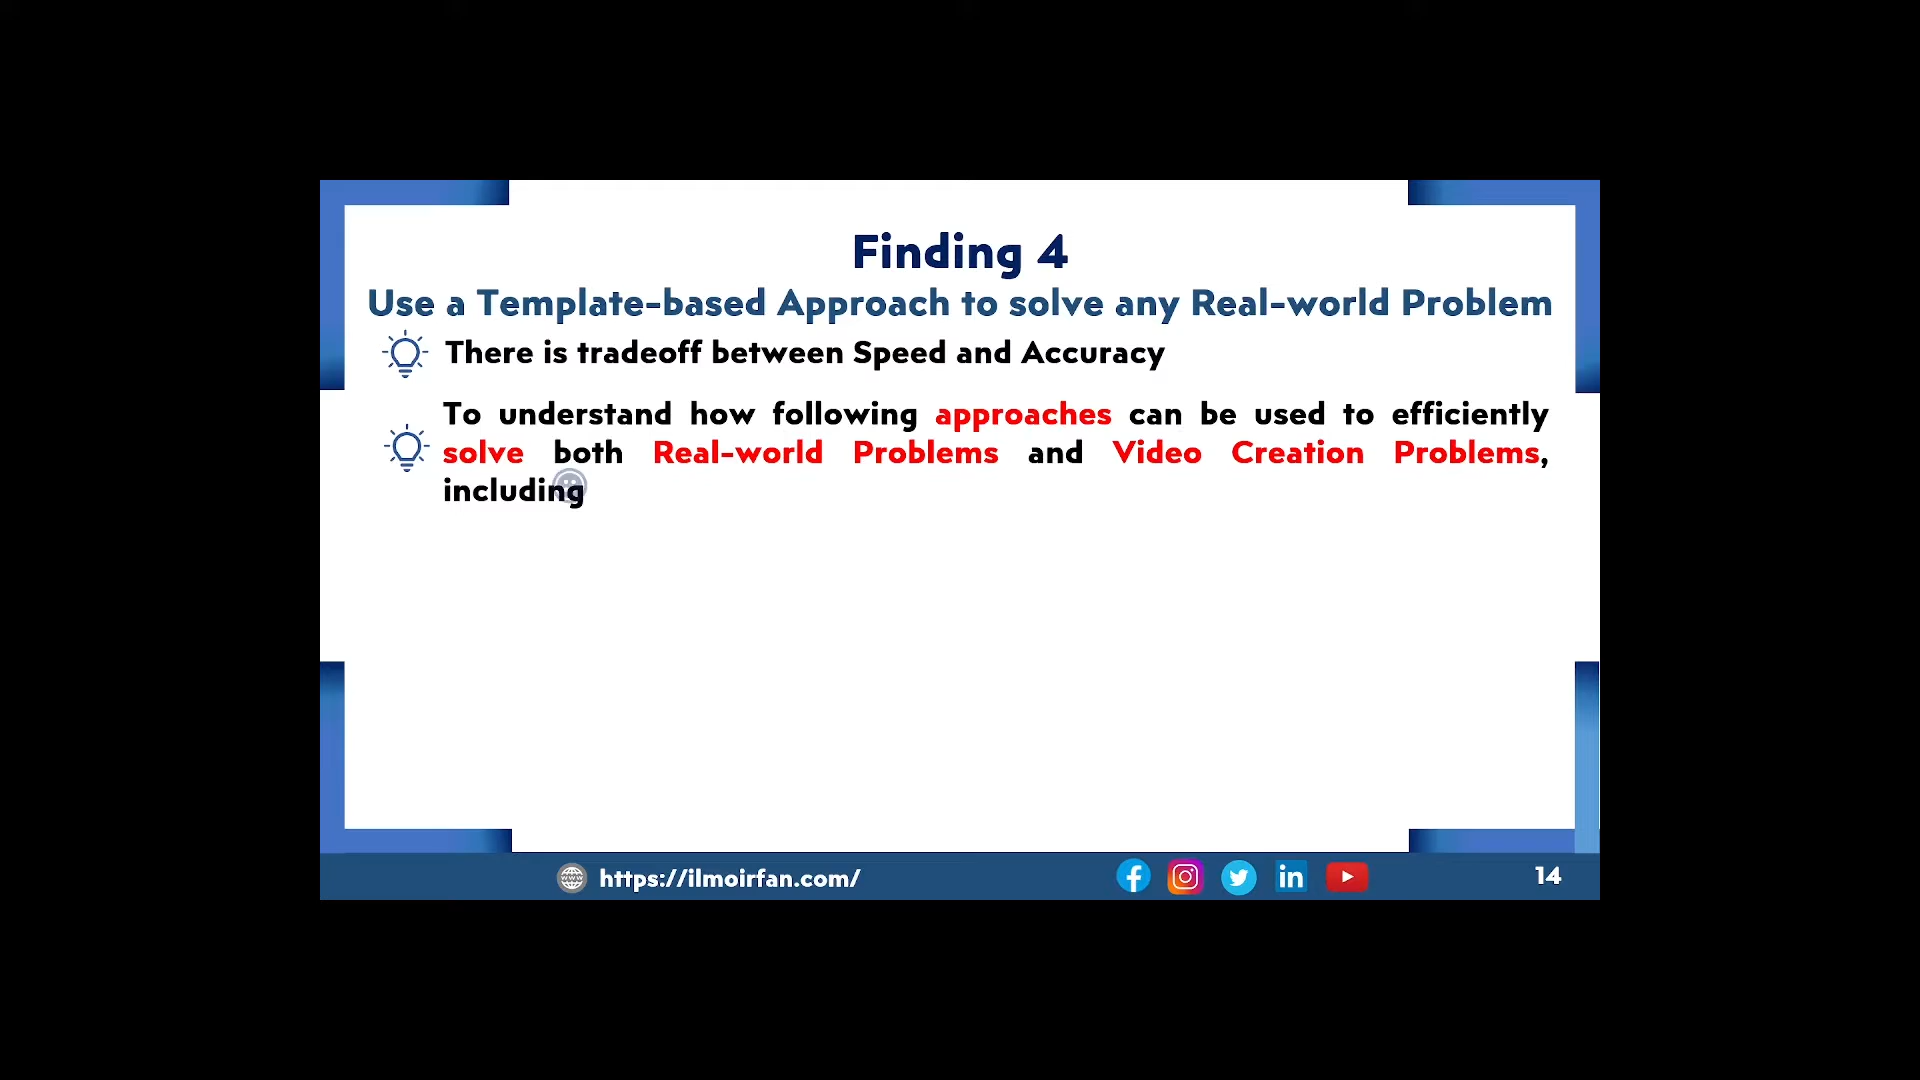 Finding 4
Use a Template-based Approach to solve any Real-world Problem
There is tradeoff between Speed and Accuracy
To understand how following approaches can be used to efficiently
solve both Real-world Problems and Video Creation Problems,
including
https://ilmoirfan.com/
14